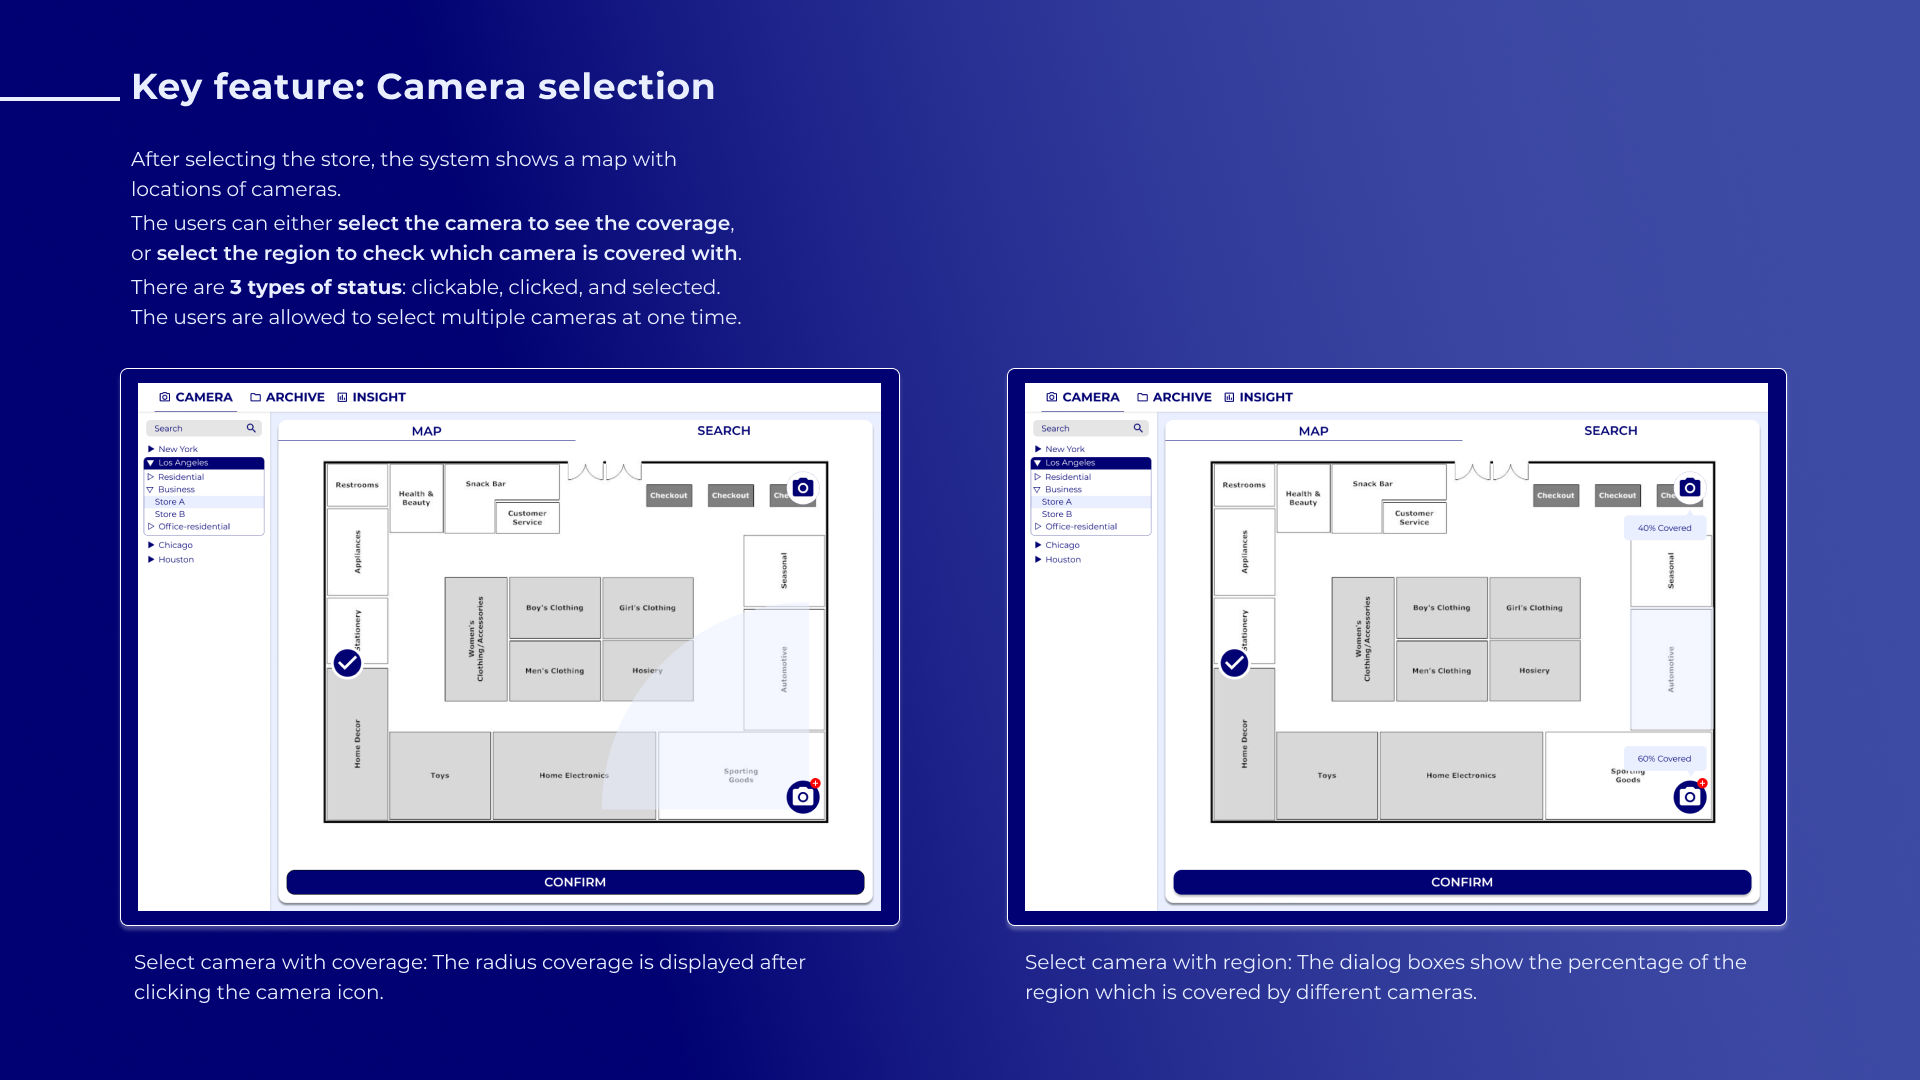 Key feature: Camera selection
After selecting the store, the system shows a map with
locations of cameras.
The users can either select the camera to see the coverage,
or select the region to check which camera is covered with.
There are 3 types of status: clickable, clicked, and selected.
The users are allowed to select multiple cameras at one time.
CAMERA ARCHIVE INSIGHT
Search
New York
Los Angeles
Residential
Business
Store A
Store B
Office-residential
Chicago
Houston
MAP SEARCH
Restrooms
Health &
Beauty
Snack Bar
Customer
Service
Checkout
Checkout
Che
Appliances
Seasonal
Stationery
Women's
Clothing/Accessories
Boy's Clothing
Girl's Clothing
Men's Clothing
Hosiery
Automotive
Home Decor
Toys
Home Electronics
Sporting
Goods
CONFIRM
Select camera with coverage: The radius coverage is displayed after
clicking the camera icon.
CAMERA ARCHIVE INSIGHT
Search
New York
Los Angeles
Residential
Business
Store A
Store B
Office-residential
Chicago
Houston
MAP SEARCH
Restrooms
Health &
Beauty
Snack Bar
Customer
Service
Checkout
Checkout
Che
40% Covered
Appliances
Seasonal
Stationery
Women's
Clothing/Accessories
Boy's Clothing
Girl's Clothing
Men's Clothing
Hosiery
Automotive
Home Decor
Toys
Home Electronics
60% Covered
Sporting
Goods
CONFIRM
Select camera with region: The dialog boxes show the percentage of the
region which is covered by different cameras.